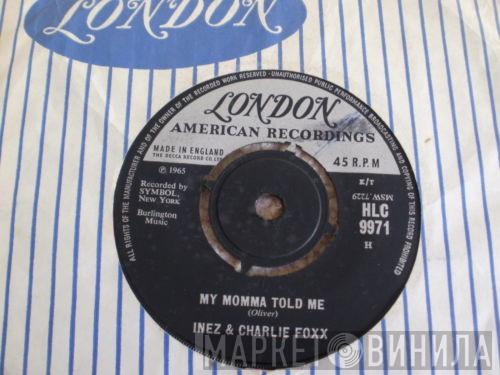 LONDON
ALL RIGHTS OF THE MANUFACTURER AND OF THE OWNER OF THE RECORDED WORK RESERVED · UNAUTHORISED PUBLIC PERFORMANCE BROADCASTING AND COPYING OF THIS RECORD PROHIBITED
LONDON
AMERICAN RECORDINGS
MADE IN ENGLAND
THE DECCA RECORD CO. LTD
45 R.P.M
℗ 1965
Recorded by
SYMBOL,
NEW YORK
Burlington
Music
K/T
MSW.7229
HLC
9971
H
MY MOMMA TOLD ME
(Oliver)
INEZ & CHARLIE FOXX
МАРКЕТ ВИНИЛА